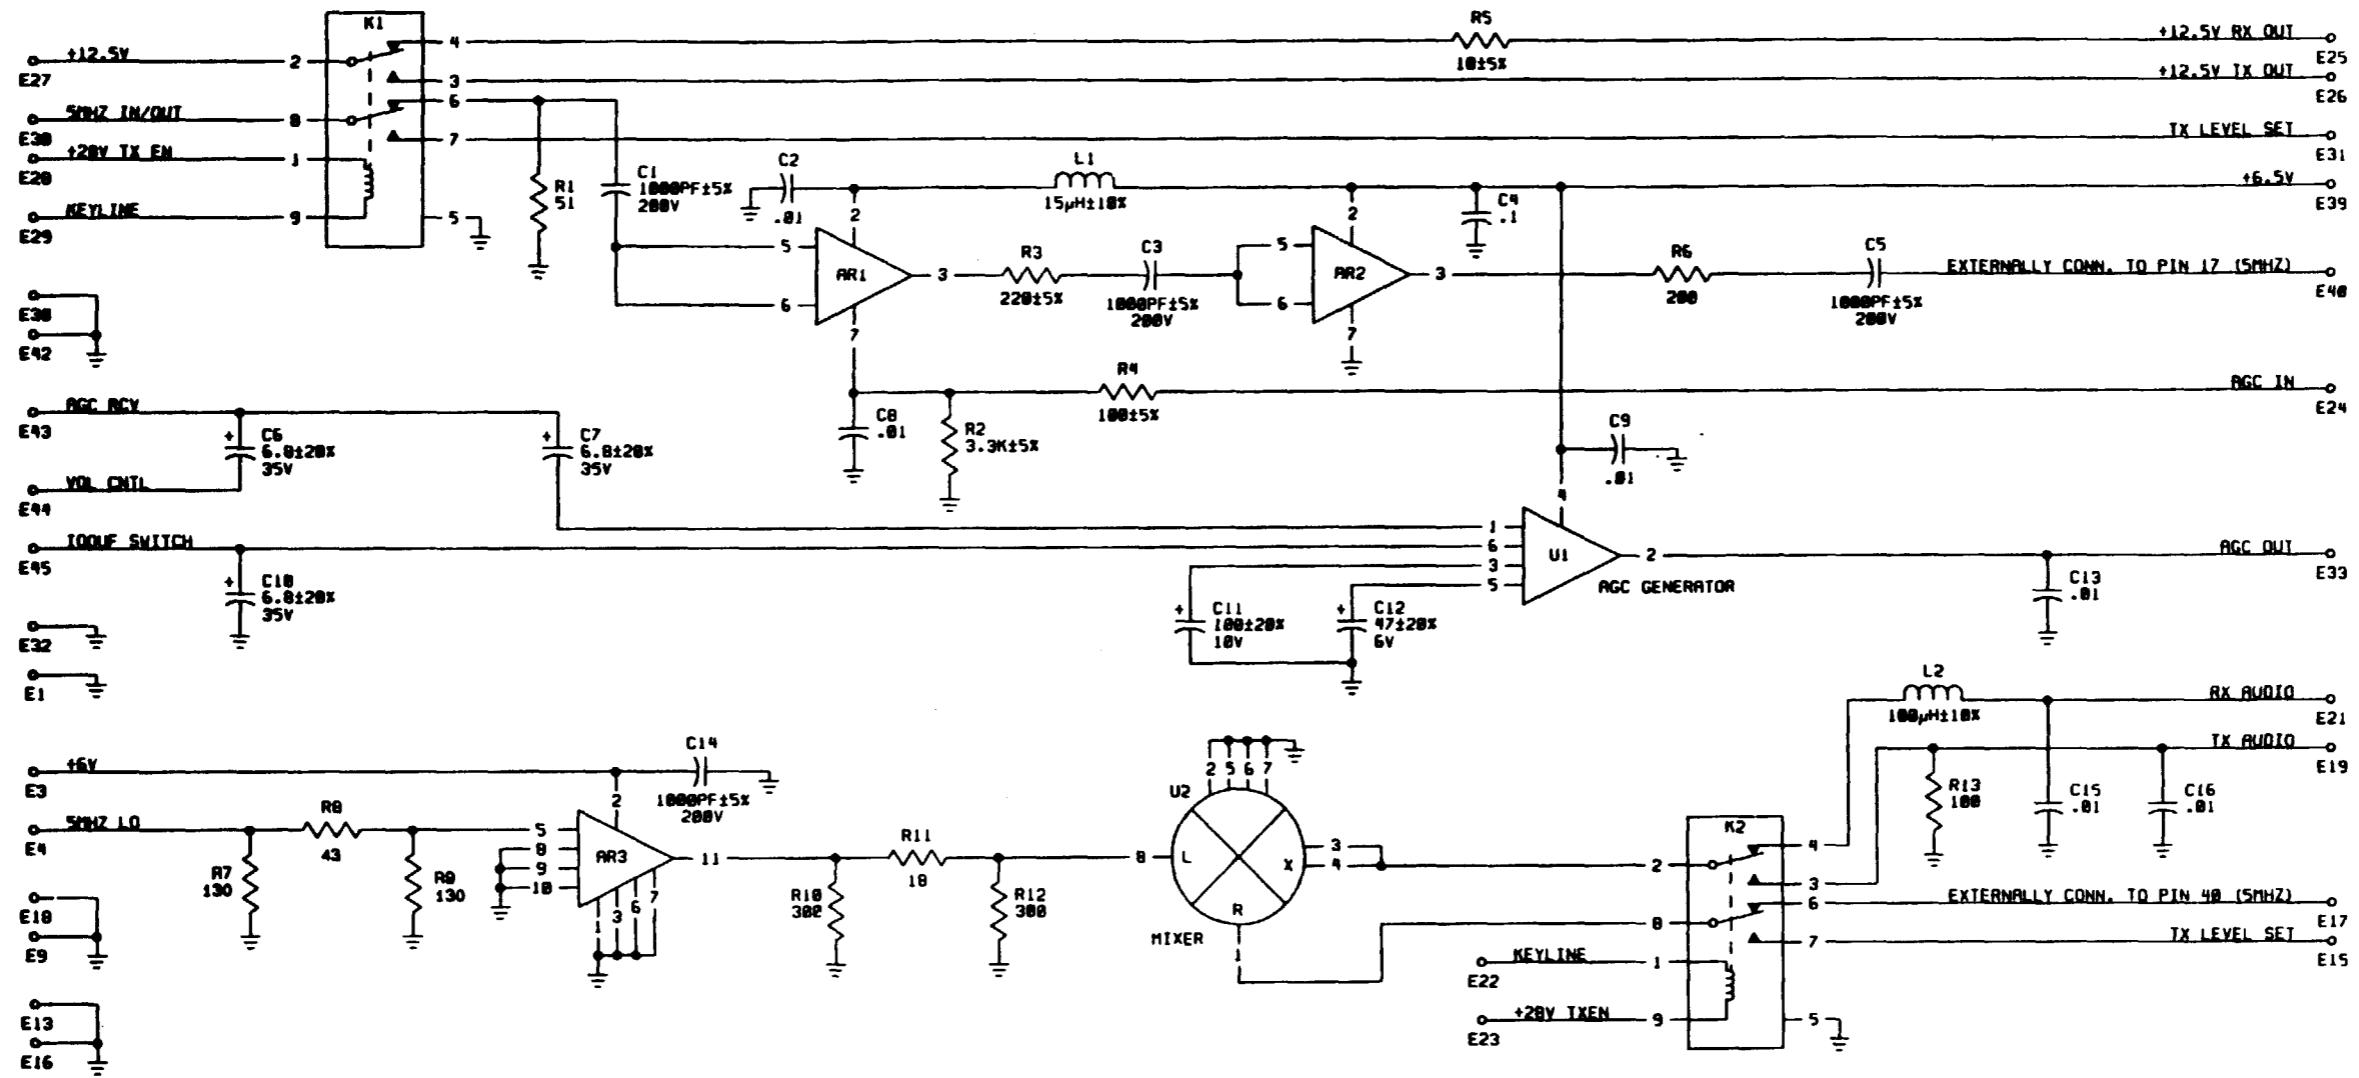 K1
+12.5V
E27
2
4
3
R5
10±5%
+12.5V RX OUT
E25
+12.5V TX OUT
E26
5MHZ IN/OUT
E30
8
6
7
TX LEVEL SET
E31
+28V TX EN
E28
1
KEYLINE
E29
9
5
R1
51
C1
1000PF±5%
200V
C2
.01
L1
15µH±10%
C4
.1
+6.5V
E39
2
5
6
AR1
3
7
R3
220±5%
C3
1000PF±5%
200V
2
5
6
AR2
3
7
R6
200
C5
1000PF±5%
200V
EXTERNALLY CONN. TO PIN 17 (5MHZ)
E40
E38
E42
R4
100±5%
AGC IN
E24
AGC RCV
E43
C6
6.8±20%
35V
C7
6.8±20%
35V
C8
.01
R2
3.3K±5%
C9
.01
VOL CNTL
E44
4
1
6
3
5
U1
2
AGC GENERATOR
AGC OUT
E33
100UF SWITCH
E45
C10
6.8±20%
35V
C11
100±20%
10V
C12
47±20%
6V
C13
.01
E32
E1
L2
100µH±10%
RX AUDIO
E21
TX AUDIO
E19
R13
100
C15
.01
C16
.01
+6V
E3
C14
1000PF±5%
200V
5MHZ LO
E4
R8
43
R7
130
R9
130
2
5
8
9
10
AR3
11
1
3
6
7
R11
18
R10
300
R12
300
U2
2 5 6 7
8
L
X
R
3
4
1
MIXER
K2
2
4
3
8
6
EXTERNALLY CONN. TO PIN 40 (5MHZ)
E17
7
TX LEVEL SET
E15
KEYLINE
E22
1
+28V TXEN
E23
9
5
E18
E9
E13
E16